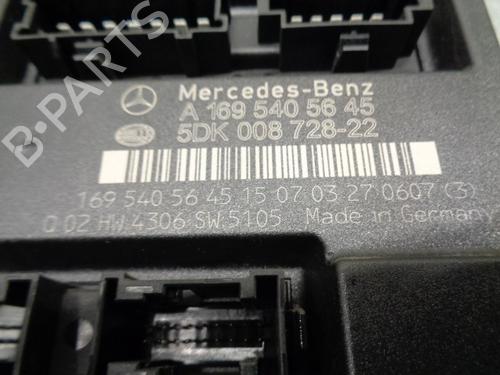 Mercedes-Benz
A 169 540 56 45
5DK 008 728-22
169 540 56 45 15 07 03 27 0607 (3)
Q 02 HW.4306 SW.5105 Made in Germany
B-PARTS